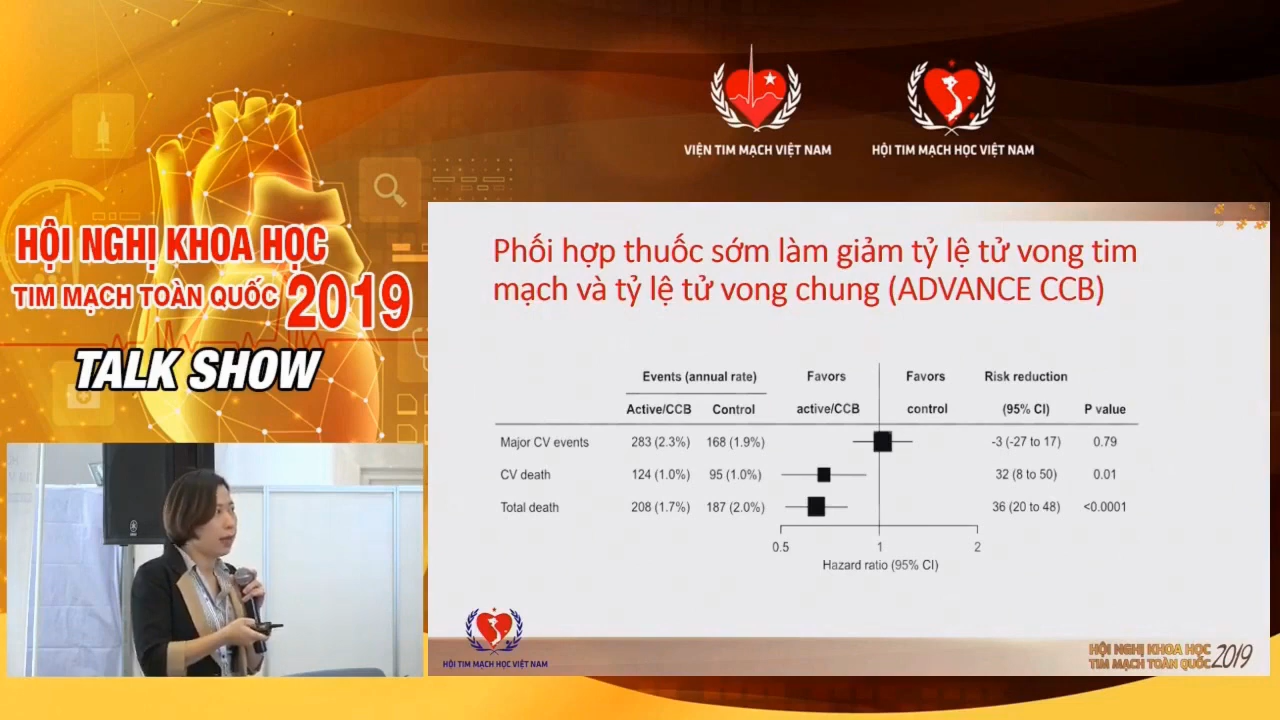 VIỆN TIM MẠCH VIỆT NAM
HỘI TIM MẠCH HỌC VIỆT NAM
HỘI NGHỊ KHOA HỌC
TIM MẠCH TOÀN QUỐC 2019
TALK SHOW
Phối hợp thuốc sớm làm giảm tỷ lệ tử vong tim
mạch và tỷ lệ tử vong chung (ADVANCE CCB)
Events (annual rate) Favors Favors Risk reduction
Active/CCB Control active/CCB control (95% CI) P value
Major CV events 283 (2.3%) 168 (1.9%) -3 (-27 to 17) 0.79
CV death 124 (1.0%) 95 (1.0%) 32 (8 to 50) 0.01
Total death 208 (1.7%) 187 (2.0%) 36 (20 to 48) <0.0001
0.5 1 2
Hazard ratio (95% CI)
HỘI TIM MẠCH HỌC VIỆT NAM
HỘI NGHỊ KHOA HỌC
TIM MẠCH TOÀN QUỐC 2019